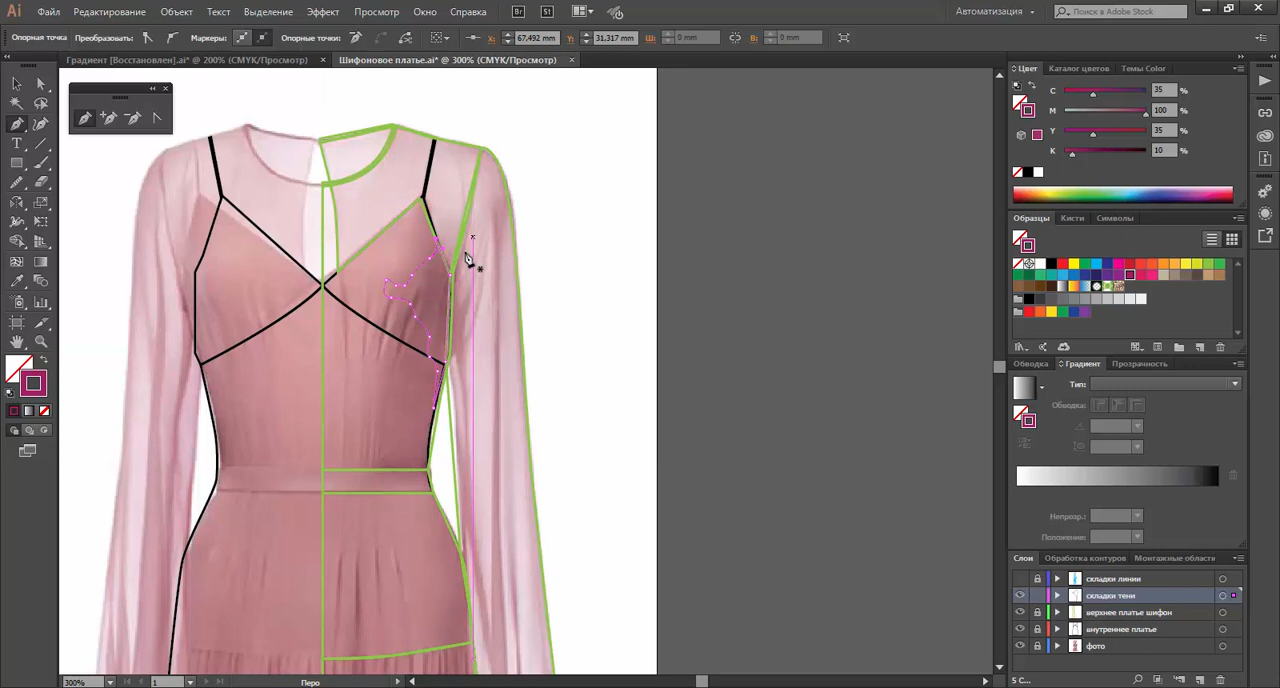 Ai Файл Редактирование Объект Текст Выделение Эффект Просмотр Окно Справка Br St Автоматизация Поиск в Adobe Stock
Опорная точка Преобразовать: Маркеры: Опорные точки: X: 67,492 mm Y: 31,317 mm Ш: 0 mm В: 0 mm
Градиент [Восстановлен].ai* @ 200% (CMYK/Просмотр) × Шифоновое платье.ai* @ 300% (CMYK/Просмотр) ×
Цвет Каталог цветов Темы Color
C 35 %
M 100 %
Y 35 %
K 10 %
Образцы Кисти Символы
Обводка Градиент Прозрачность
Тип:
Обводка:
Непрозр.:
Положение:
Слои Обработка контуров Монтажные области
складки линии
складки тени
верхнее платье шифон
внутреннее платье
фото
300% 1 Перо 5 С...